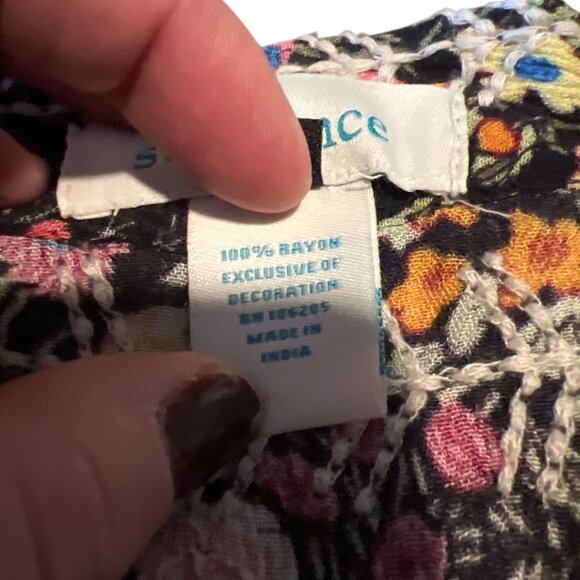 100% RAYON
EXCLUSIVE OF
DECORATION
RN 106205
MADE IN
INDIA